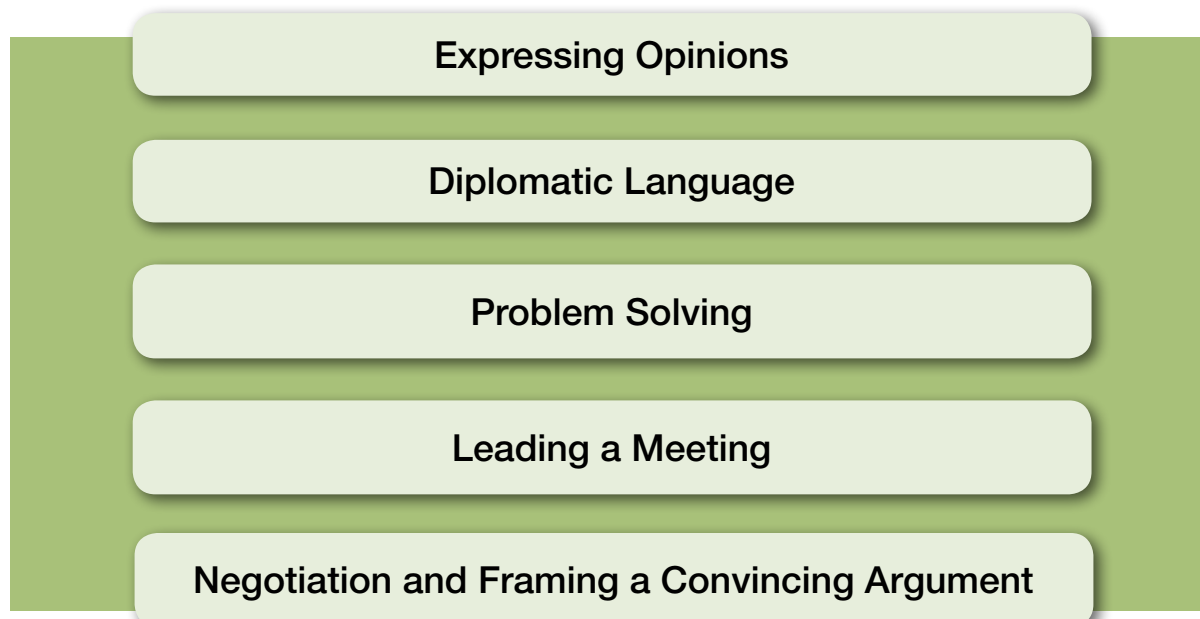 Expressing Opinions
Diplomatic Language
Problem Solving
Leading a Meeting
Negotiation and Framing a Convincing Argument